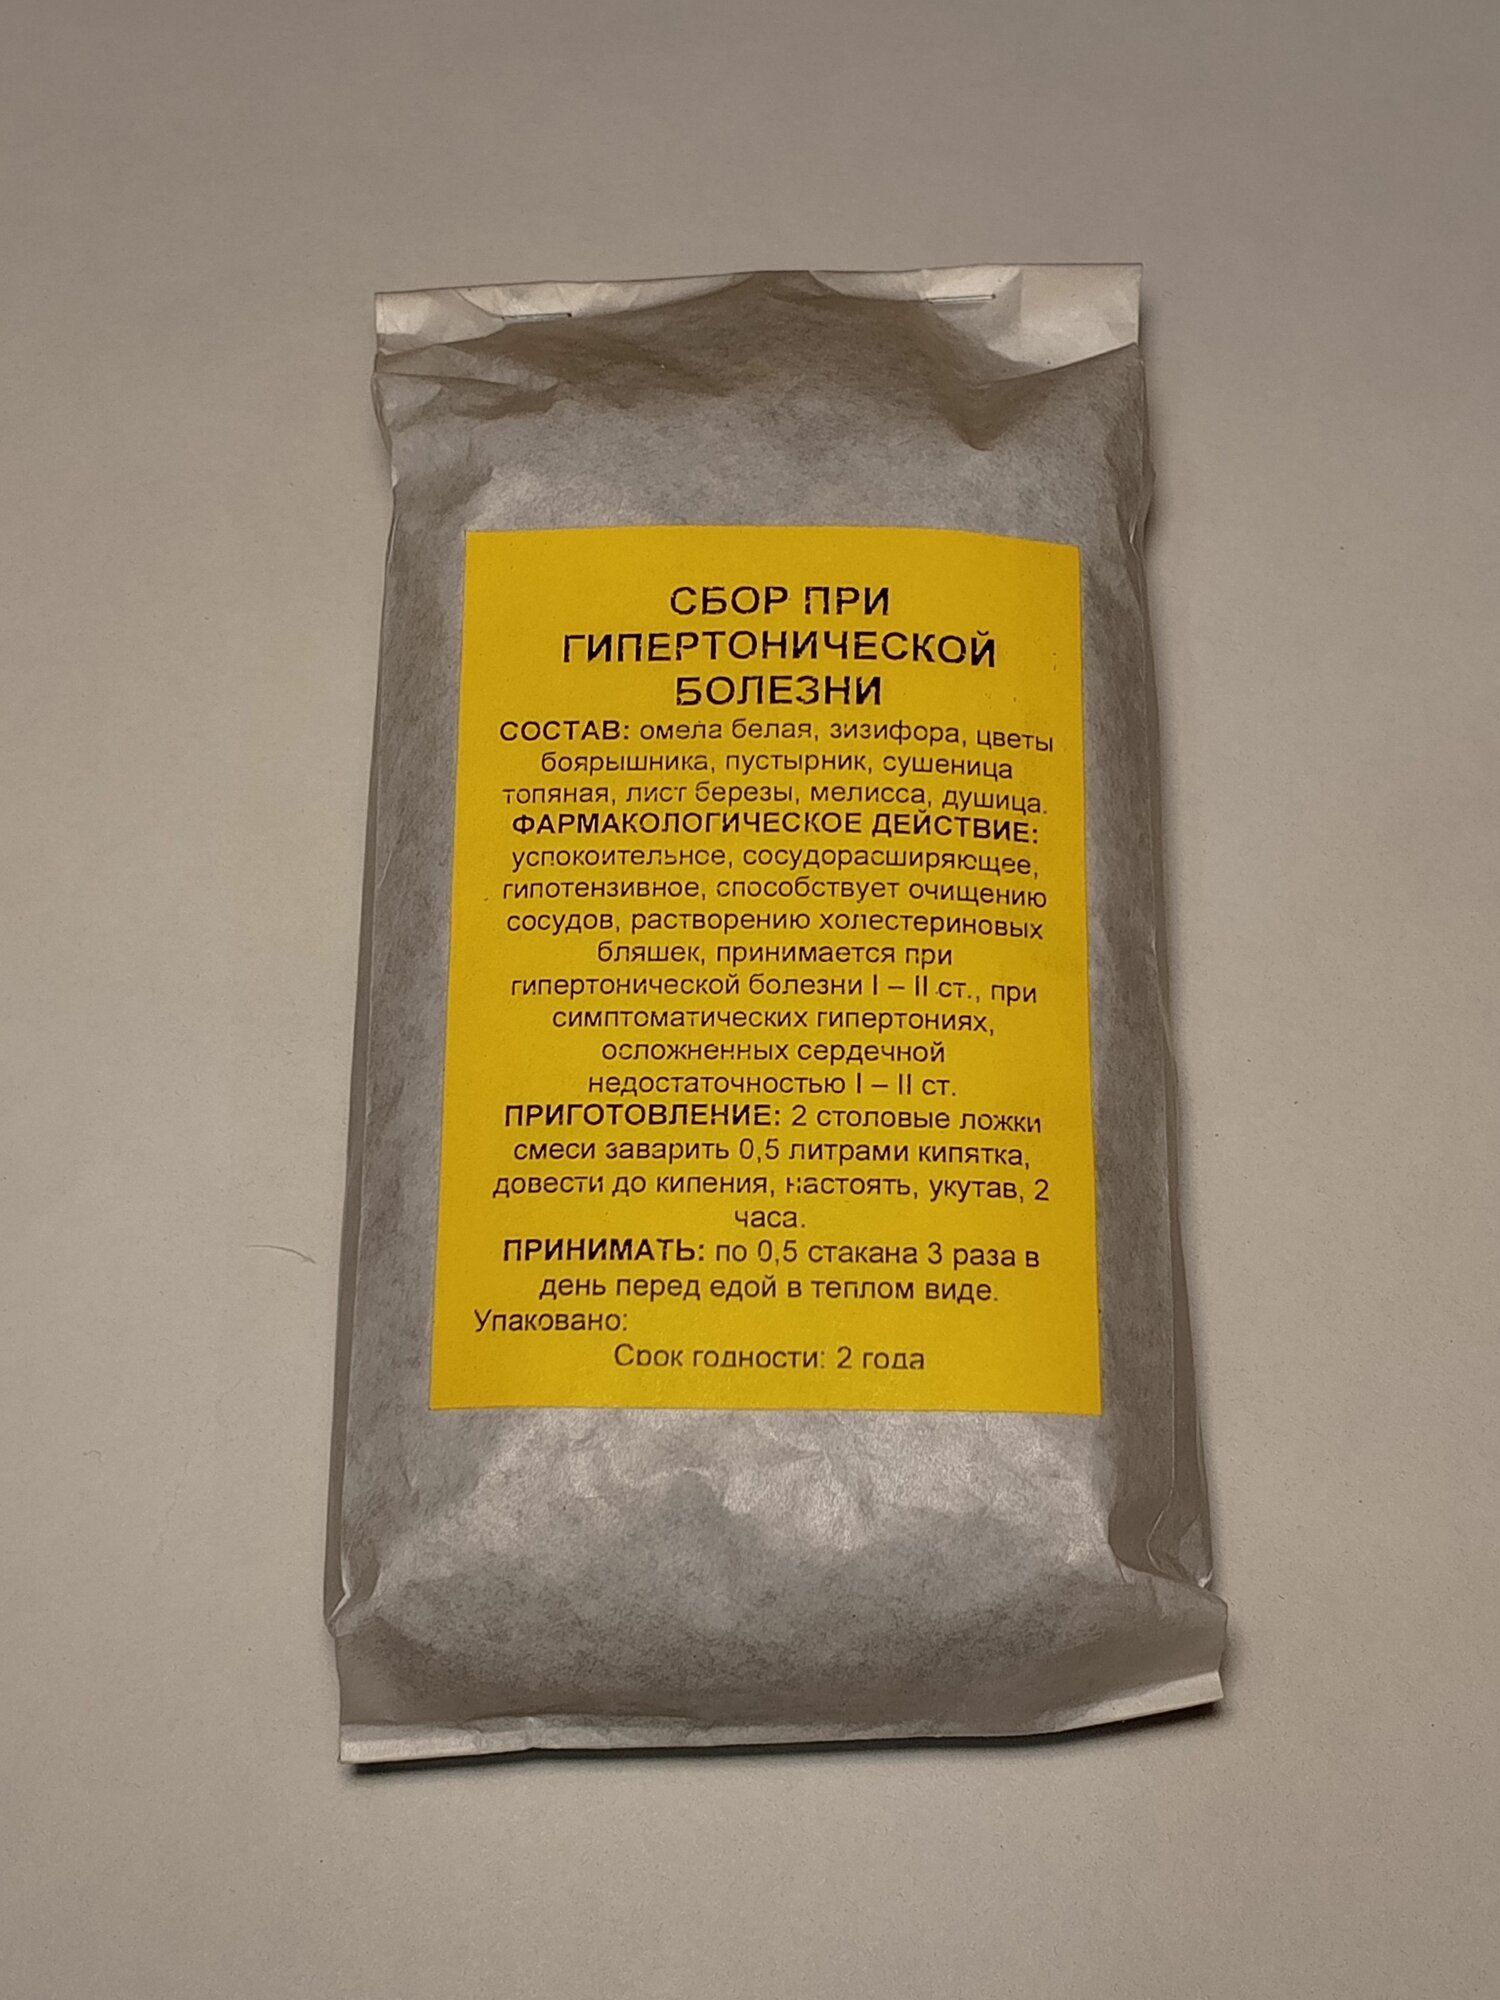 СБОР ПРИ
ГИПЕРТОНИЧЕСКОЙ
БОЛЕЗНИ
СОСТАВ: омела белая, зизифора, цветы
боярышника, пустырник, сушеница
топяная, лист березы, мелисса, душица.
ФАРМАКОЛОГИЧЕСКОЕ ДЕЙСТВИЕ:
успокоительное, сосудорасширяющее,
гипотензивное, способствует очищению
сосудов, растворению холестериновых
бляшек, принимается при
гипертонической болезни I – II ст., при
симптоматических гипертониях,
осложненных сердечной
недостаточностью I – II ст.
ПРИГОТОВЛЕНИЕ: 2 столовые ложки
смеси заварить 0,5 литрами кипятка,
довести до кипения, настоять, укутав, 2
часа.
ПРИНИМАТЬ: по 0,5 стакана 3 раза в
день перед едой в теплом виде.
Упаковано:
Срок годности: 2 года